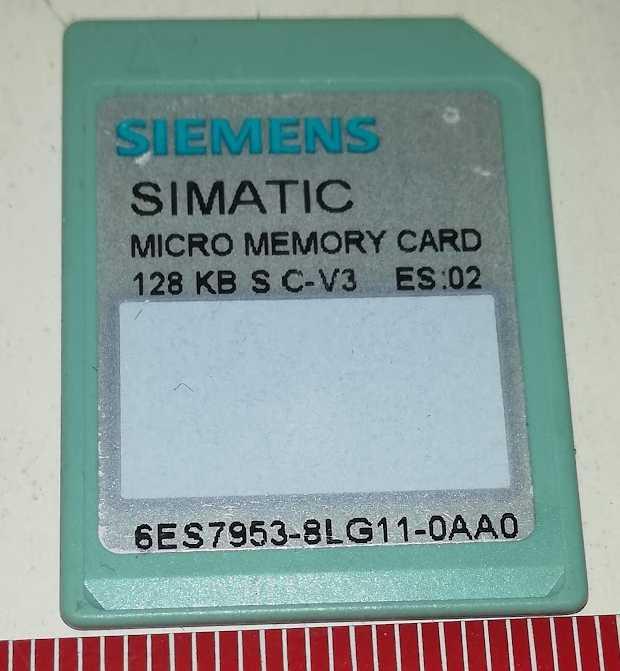 SIEMENS
SIMATIC
MICRO MEMORY CARD
128 KB S C-V3 ES:02
6ES7953-8LG11-0AA0